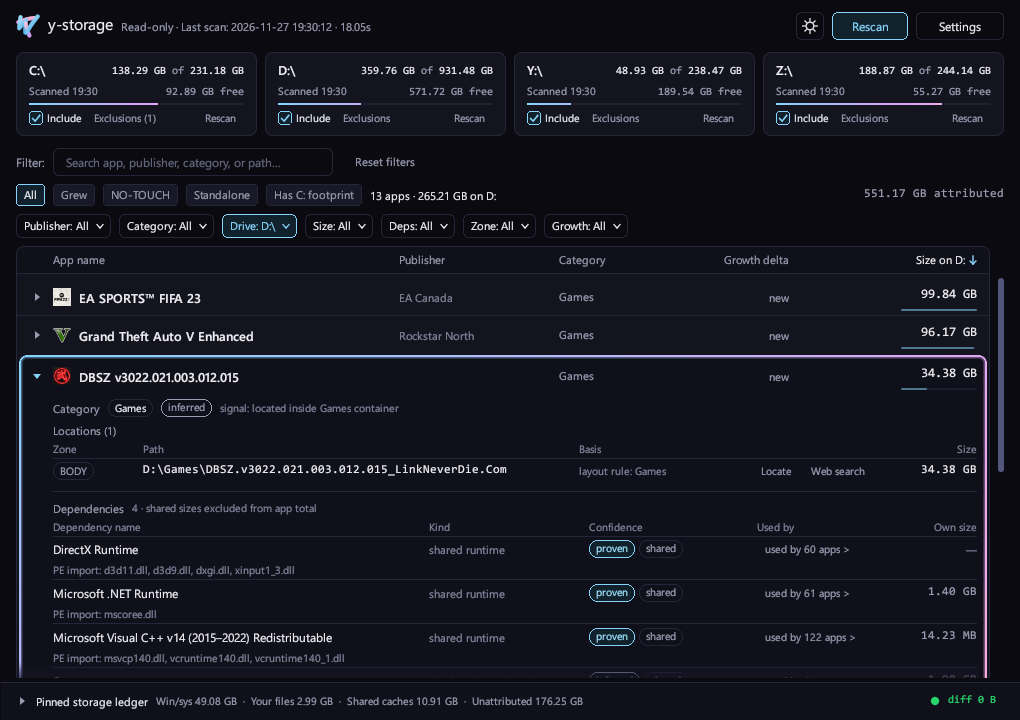 y-storage Read-only · Last scan: 2026-11-27 19:30:12 · 18.05s Rescan Settings
C:\ 138.29 GB of 231.18 GB
Scanned 19:30 92.89 GB free
Include Exclusions (1) Rescan
D:\ 359.76 GB of 931.48 GB
Scanned 19:30 571.72 GB free
Include Exclusions Rescan
Y:\ 48.93 GB of 238.47 GB
Scanned 19:30 189.54 GB free
Include Exclusions Rescan
Z:\ 188.87 GB of 244.14 GB
Scanned 19:30 55.27 GB free
Include Exclusions Rescan
Filter: Search app, publisher, category, or path... Reset filters
All Grew NO-TOUCH Standalone Has C: footprint 13 apps · 265.21 GB on D: 551.17 GB attributed
Publisher: All Category: All Drive: D:\ Size: All Deps: All Zone: All Growth: All
App name Publisher Category Growth delta Size on D:
EA SPORTS™ FIFA 23 EA Canada Games new 99.84 GB
Grand Theft Auto V Enhanced Rockstar North Games new 96.17 GB
DBSZ v3022.021.003.012.015 Games new 34.38 GB
Category Games inferred signal: located inside Games container
Locations (1)
Zone Path Basis Size
BODY D:\Games\DBSZ.v3022.021.003.012.015_LinkNeverDie.Com layout rule: Games Locate Web search 34.38 GB
Dependencies 4 · shared sizes excluded from app total
Dependency name Kind Confidence Used by Own size
DirectX Runtime shared runtime proven shared used by 60 apps > —
PE import: d3d11.dll, d3d9.dll, dxgi.dll, xinput1_3.dll
Microsoft .NET Runtime shared runtime proven shared used by 61 apps > 1.40 GB
PE import: mscoree.dll
Microsoft Visual C++ v14 (2015–2022) Redistributable shared runtime proven shared used by 122 apps > 14.23 MB
PE import: msvcp140.dll, vcruntime140.dll, vcruntime140_1.dll
Pinned storage ledger Win/sys 49.08 GB · Your files 2.99 GB · Shared caches 10.91 GB · Unattributed 176.25 GB diff 0 B